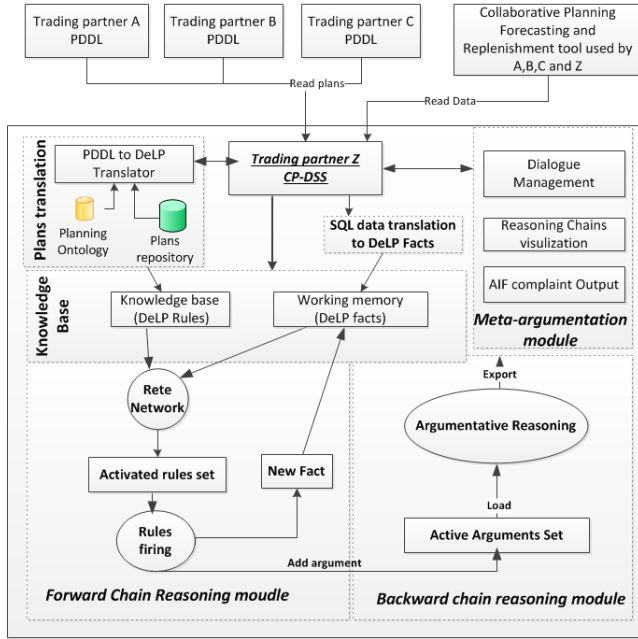 Trading partner A
PDDL
Trading partner B
PDDL
Trading partner C
PDDL
Collaborative Planning
Forecasting and
Replenishment tool used by
A,B,C and Z
Read plans
Read Data
Plans translation
PDDL to DeLP
Translator
Planning
Ontology
Plans
repository
Trading partner Z
CP-DSS
SQL data translation
to DeLP Facts
Dialogue
Management
Reasoning Chains
visulization
AIF complaint Output
Meta-argumentation
module
Knowledge
Base
Knowledge base
(DeLP Rules)
Working memory
(DeLP facts)
Rete
Network
Activated rules set
Rules
firing
New Fact
Add argument
Forward Chain Reasoning moudle
Export
Argumentative Reasoning
Load
Active Arguments Set
Backward chain reasoning module